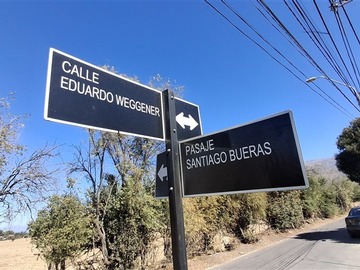 CALLE
EDUARDO WEGGENER
PASAJE
SANTIAGO BUERAS